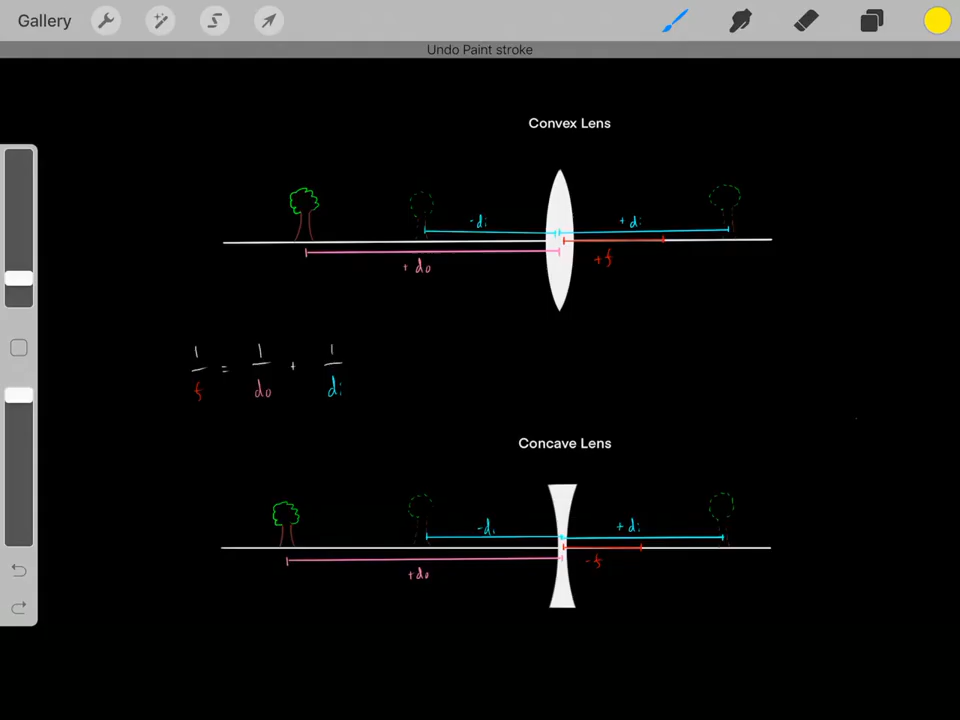 Gallery
Undo Paint stroke
Convex Lens
-di
+di
+do
+f
1/f = 1/do + 1/di
Concave Lens
-di
+di
+do
-f